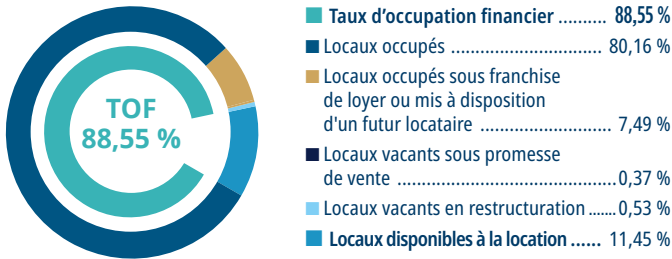 TOF
88,55 %
Taux d’occupation financier .......... 88,55 %
Locaux occupés ................................ 80,16 %
Locaux occupés sous franchise
de loyer ou mis à disposition
d'un futur locataire ............................ 7,49 %
Locaux vacants sous promesse
de vente ..............................................0,37 %
Locaux vacants en restructuration .......0,53 %
Locaux disponibles à la location ...... 11,45 %